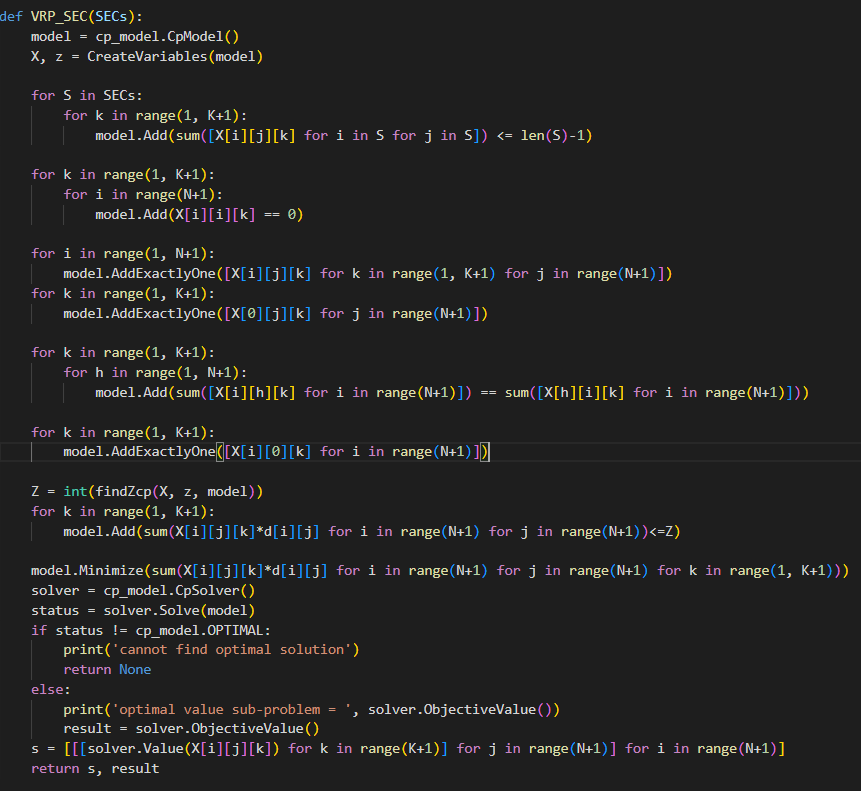 def VRP_SEC(SECs):
    model = cp_model.CpModel()
    X, z = CreateVariables(model)

    for S in SECs:
        for k in range(1, K+1):
            model.Add(sum([X[i][j][k] for i in S for j in S]) <= len(S)-1)

    for k in range(1, K+1):
        for i in range(N+1):
            model.Add(X[i][i][k] == 0)

    for i in range(1, N+1):
        model.AddExactlyOne([X[i][j][k] for k in range(1, K+1) for j in range(N+1)])
    for k in range(1, K+1):
        model.AddExactlyOne([X[0][j][k] for j in range(N+1)])

    for k in range(1, K+1):
        for h in range(1, N+1):
            model.Add(sum([X[i][h][k] for i in range(N+1)]) == sum([X[h][i][k] for i in range(N+1)]))

    for k in range(1, K+1):
        model.AddExactlyOne([X[i][0][k] for i in range(N+1)])

    Z = int(findZcp(X, z, model))
    for k in range(1, K+1):
        model.Add(sum(X[i][j][k]*d[i][j] for i in range(N+1) for j in range(N+1))<=Z)

    model.Minimize(sum(X[i][j][k]*d[i][j] for i in range(N+1) for j in range(N+1) for k in range(1, K+1)))
    solver = cp_model.CpSolver()
    status = solver.Solve(model)
    if status != cp_model.OPTIMAL:
        print('cannot find optimal solution')
        return None
    else:
        print('optimal value sub-problem = ', solver.ObjectiveValue())
        result = solver.ObjectiveValue()
    s = [[[solver.Value(X[i][j][k]) for k in range(K+1)] for j in range(N+1)] for i in range(N+1)]
    return s, result